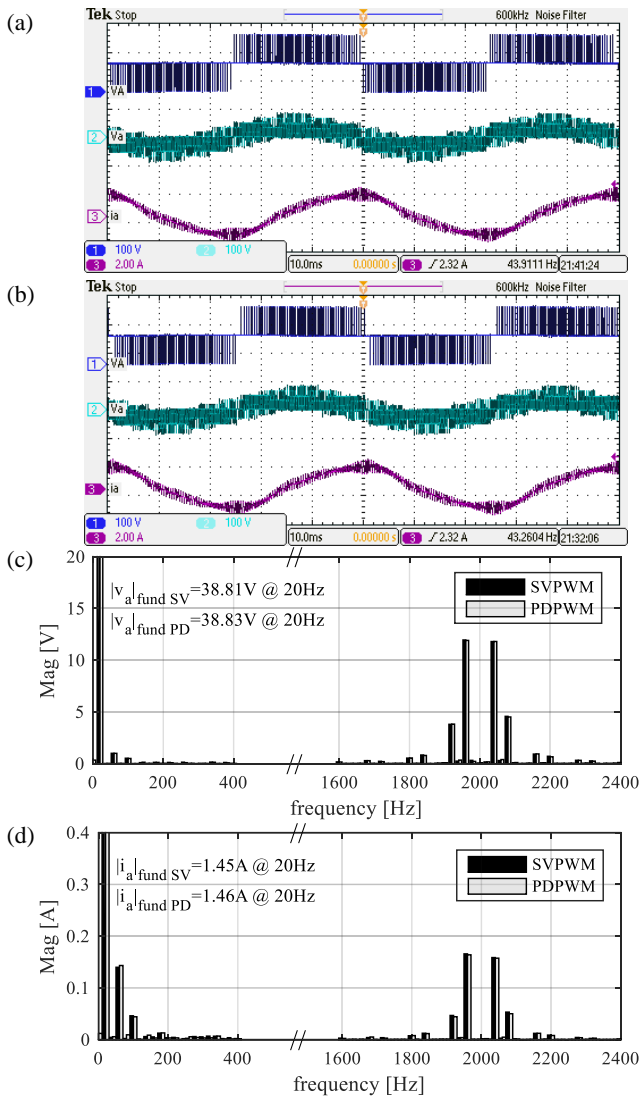 (a)
Tek Stop 600kHz Noise Filter
1 VA
2 Va
3 ia
1 100 V 2 100 V
3 2.00 A 10.0ms 0.00000 s 3 2.32 A 43.9111 Hz 21:41:24
(b)
Tek Stop 600kHz Noise Filter
1 VA
2 Va
3 ia
1 100 V 2 100 V
3 2.00 A 10.0ms 0.00000 s 3 2.32 A 43.2604 Hz 21:32:06
(c)
|v_a|fund SV=38.81V @ 20Hz
|v_a|fund PD=38.83V @ 20Hz
SVPWM
PDPWM
Mag [V]
20
15
10
5
0
0 200 400 // 1600 1800 2000 2200 2400
frequency [Hz]
(d)
|i_a|fund SV=1.45A @ 20Hz
|i_a|fund PD=1.46A @ 20Hz
SVPWM
PDPWM
Mag [A]
0.4
0.3
0.2
0.1
0
0 200 400 // 1600 1800 2000 2200 2400
frequency [Hz]